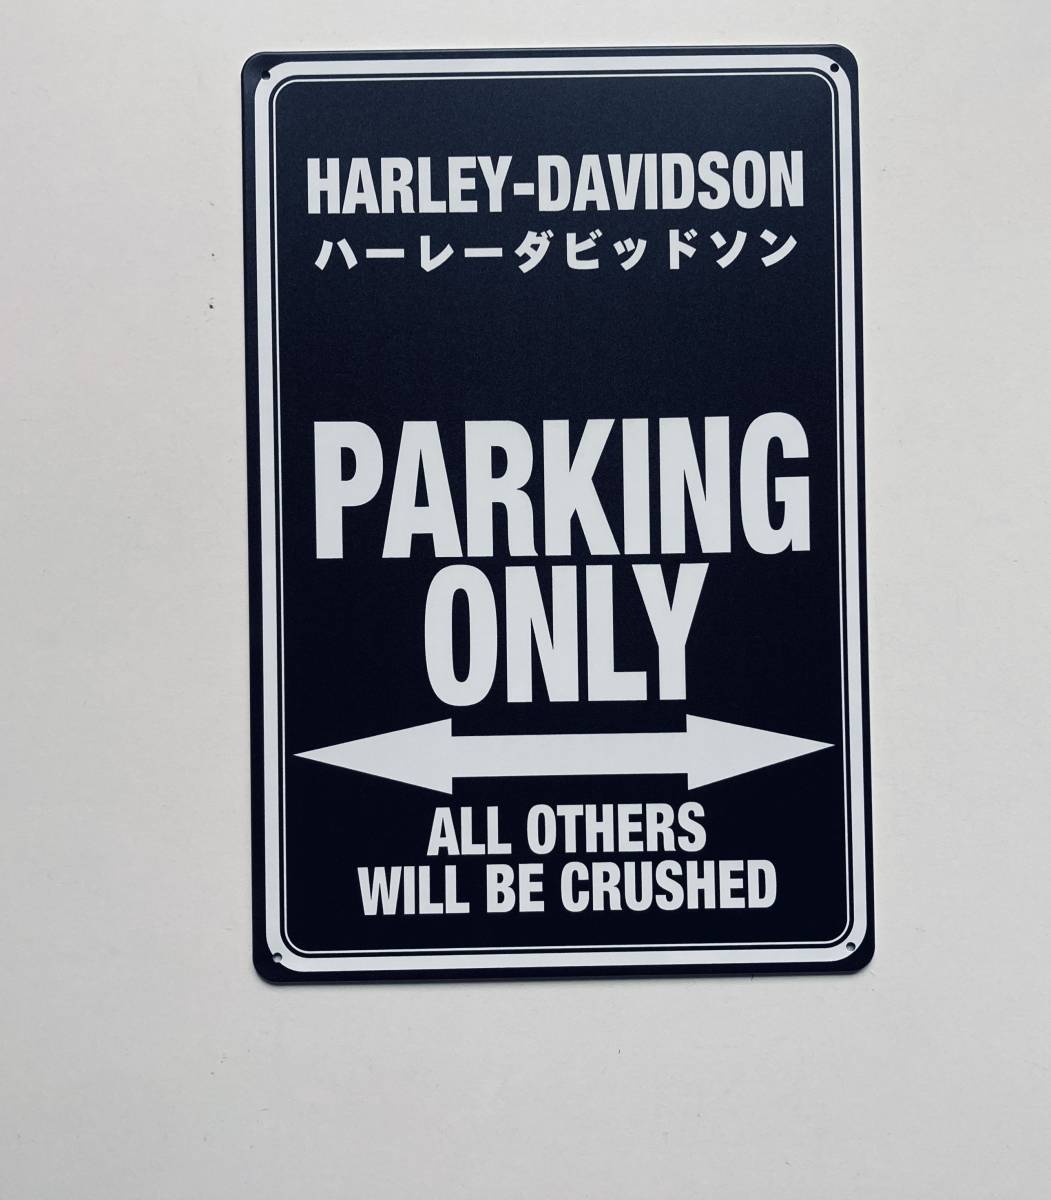 HARLEY-DAVIDSON
ハーレーダビッドソン
PARKING
ONLY
ALL OTHERS
WILL BE CRUSHED